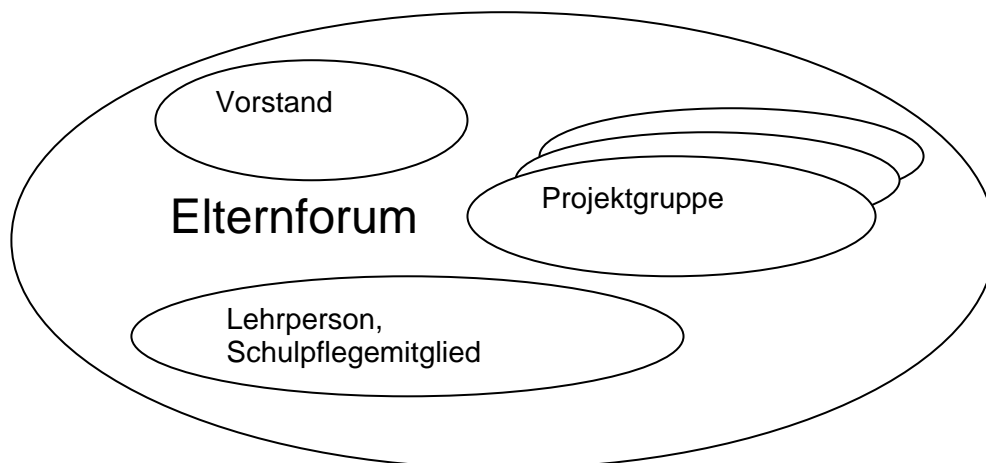 Vorstand
Projektgruppe
Elternforum
Lehrperson,
Schulpflegemitglied